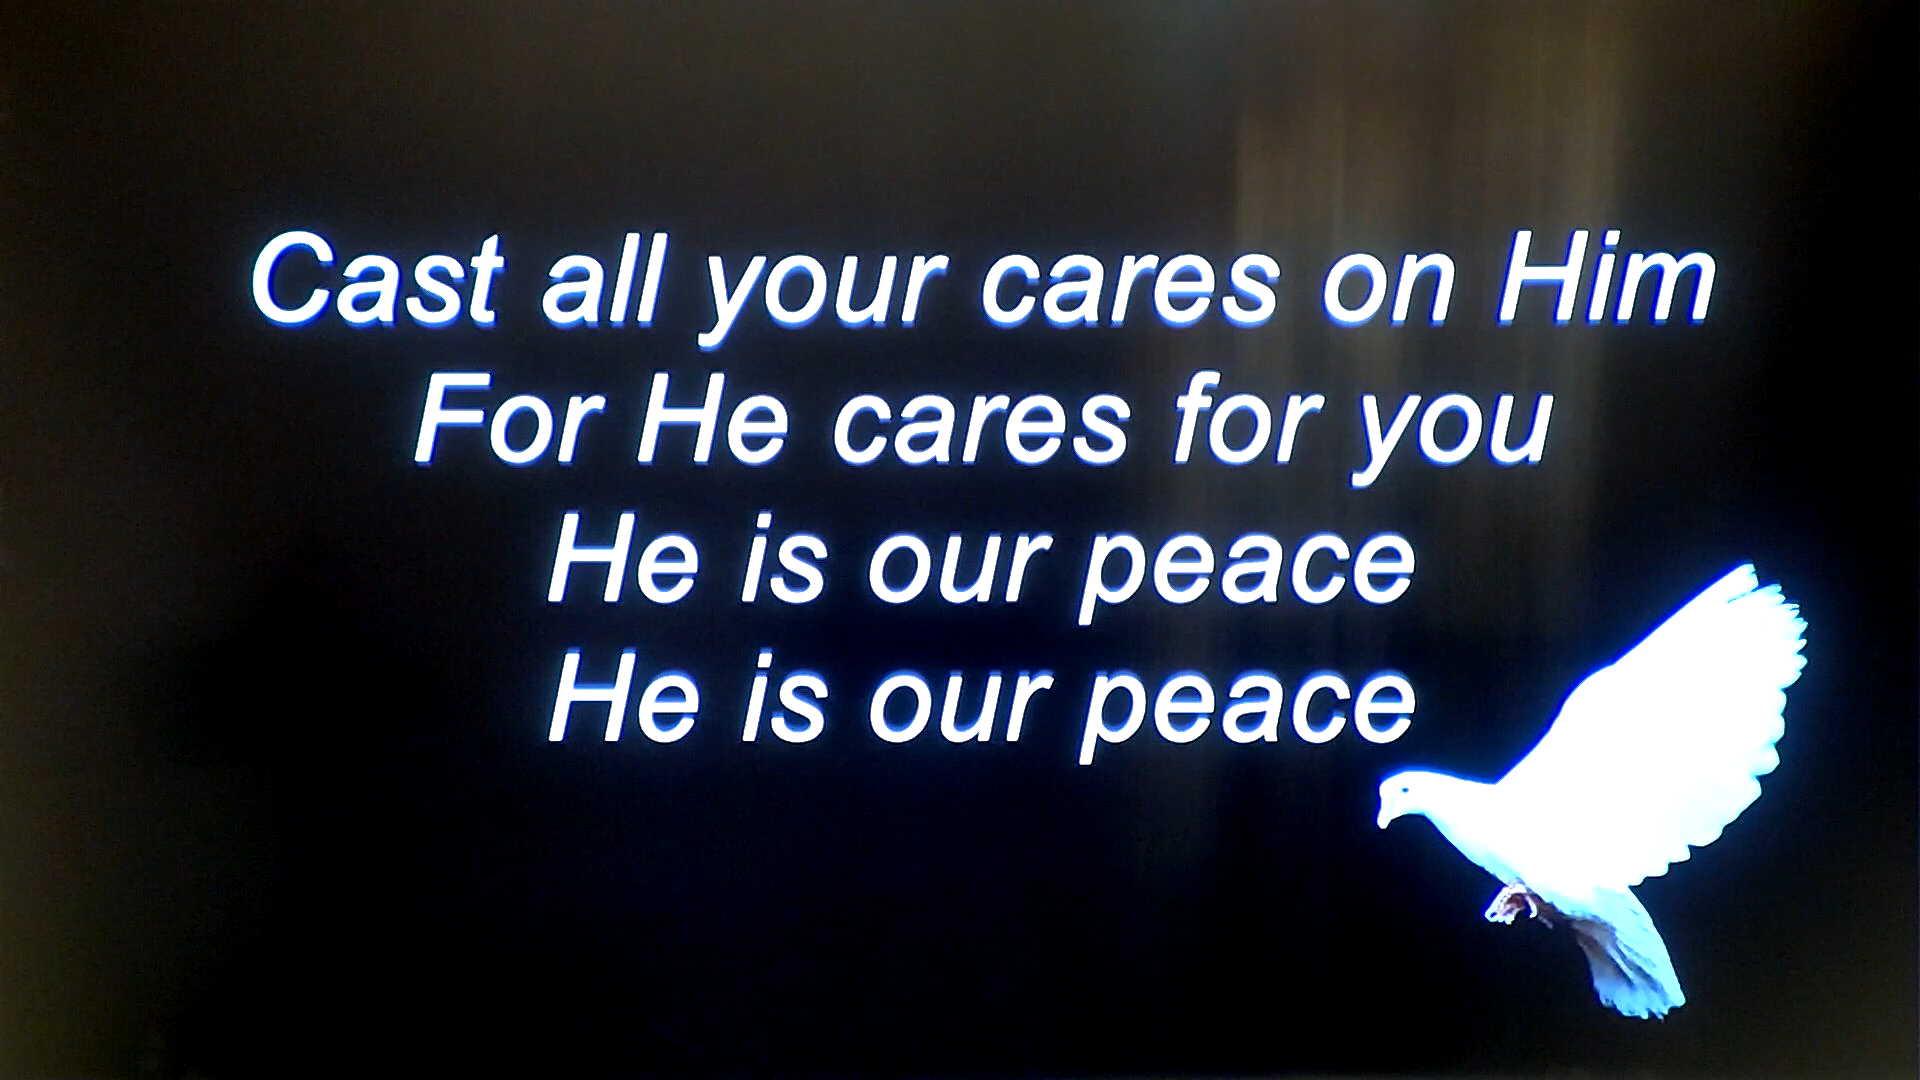 Cast all your cares on Him
For He cares for you
He is our peace
He is our peace